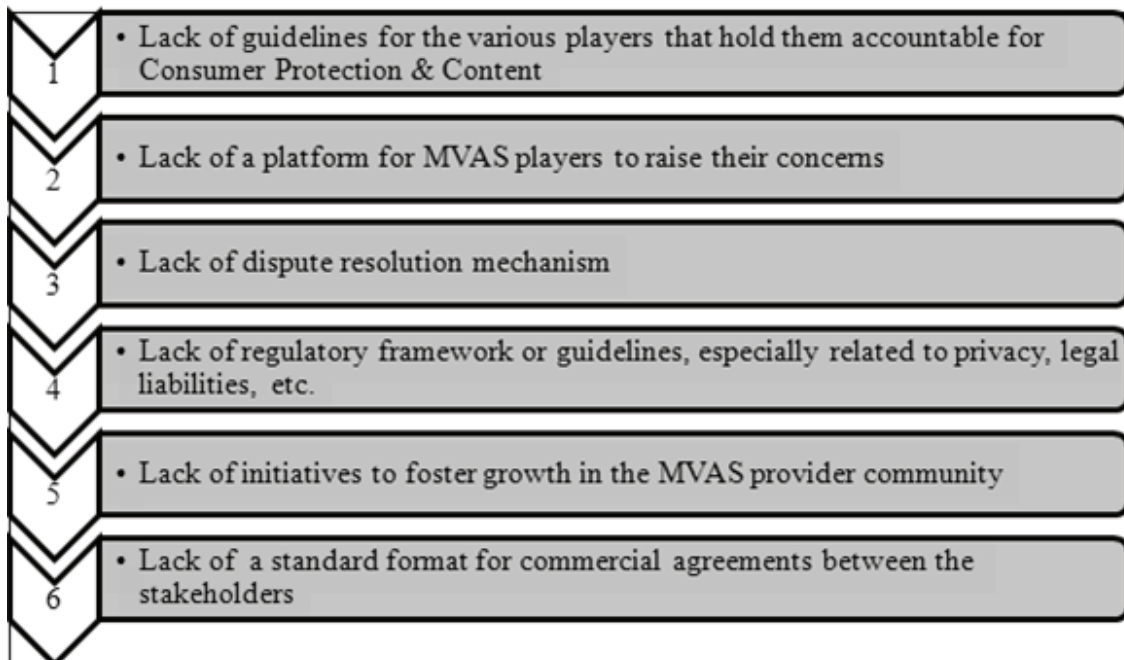 1
• Lack of guidelines for the various players that hold them accountable for
Consumer Protection & Content
2
• Lack of a platform for MVAS players to raise their concerns
3
• Lack of dispute resolution mechanism
4
• Lack of regulatory framework or guidelines, especially related to privacy, legal
liabilities, etc.
5
• Lack of initiatives to foster growth in the MVAS provider community
6
• Lack of a standard format for commercial agreements between the
stakeholders